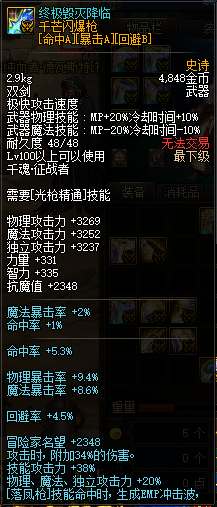 终极毁灭降临
千芒闪爆枪
[命中A][暴击A][回避B]
史诗
2.9kg 4,848金币
双剑 武器
极快攻击速度
武器物理技能：MP+20%冷却时间+10%
武器魔法技能：MP-20%冷却时间-10%
耐久度 48/48 无法交易
Lv100以上可以使用 最下级
千魂·征战者
需要[光枪精通]技能
物理攻击力 +3269
魔法攻击力 +3252
独立攻击力 +3237
力量 +331
智力 +335
抗魔值 +2348
魔法暴击率 +2%
命中率 +1%
命中率 +5.3%
物理暴击率 +9.4%
魔法暴击率 +8.6%
回避率 +4.5%
冒险家名望 +2348
攻击时，附加34%的伤害。
技能攻击力 +38%
物理、魔法、独立攻击力 +20%
[落凤枪]技能命中时，生成EMP冲击波，
装备
消耗品
重量
5 个
0 点